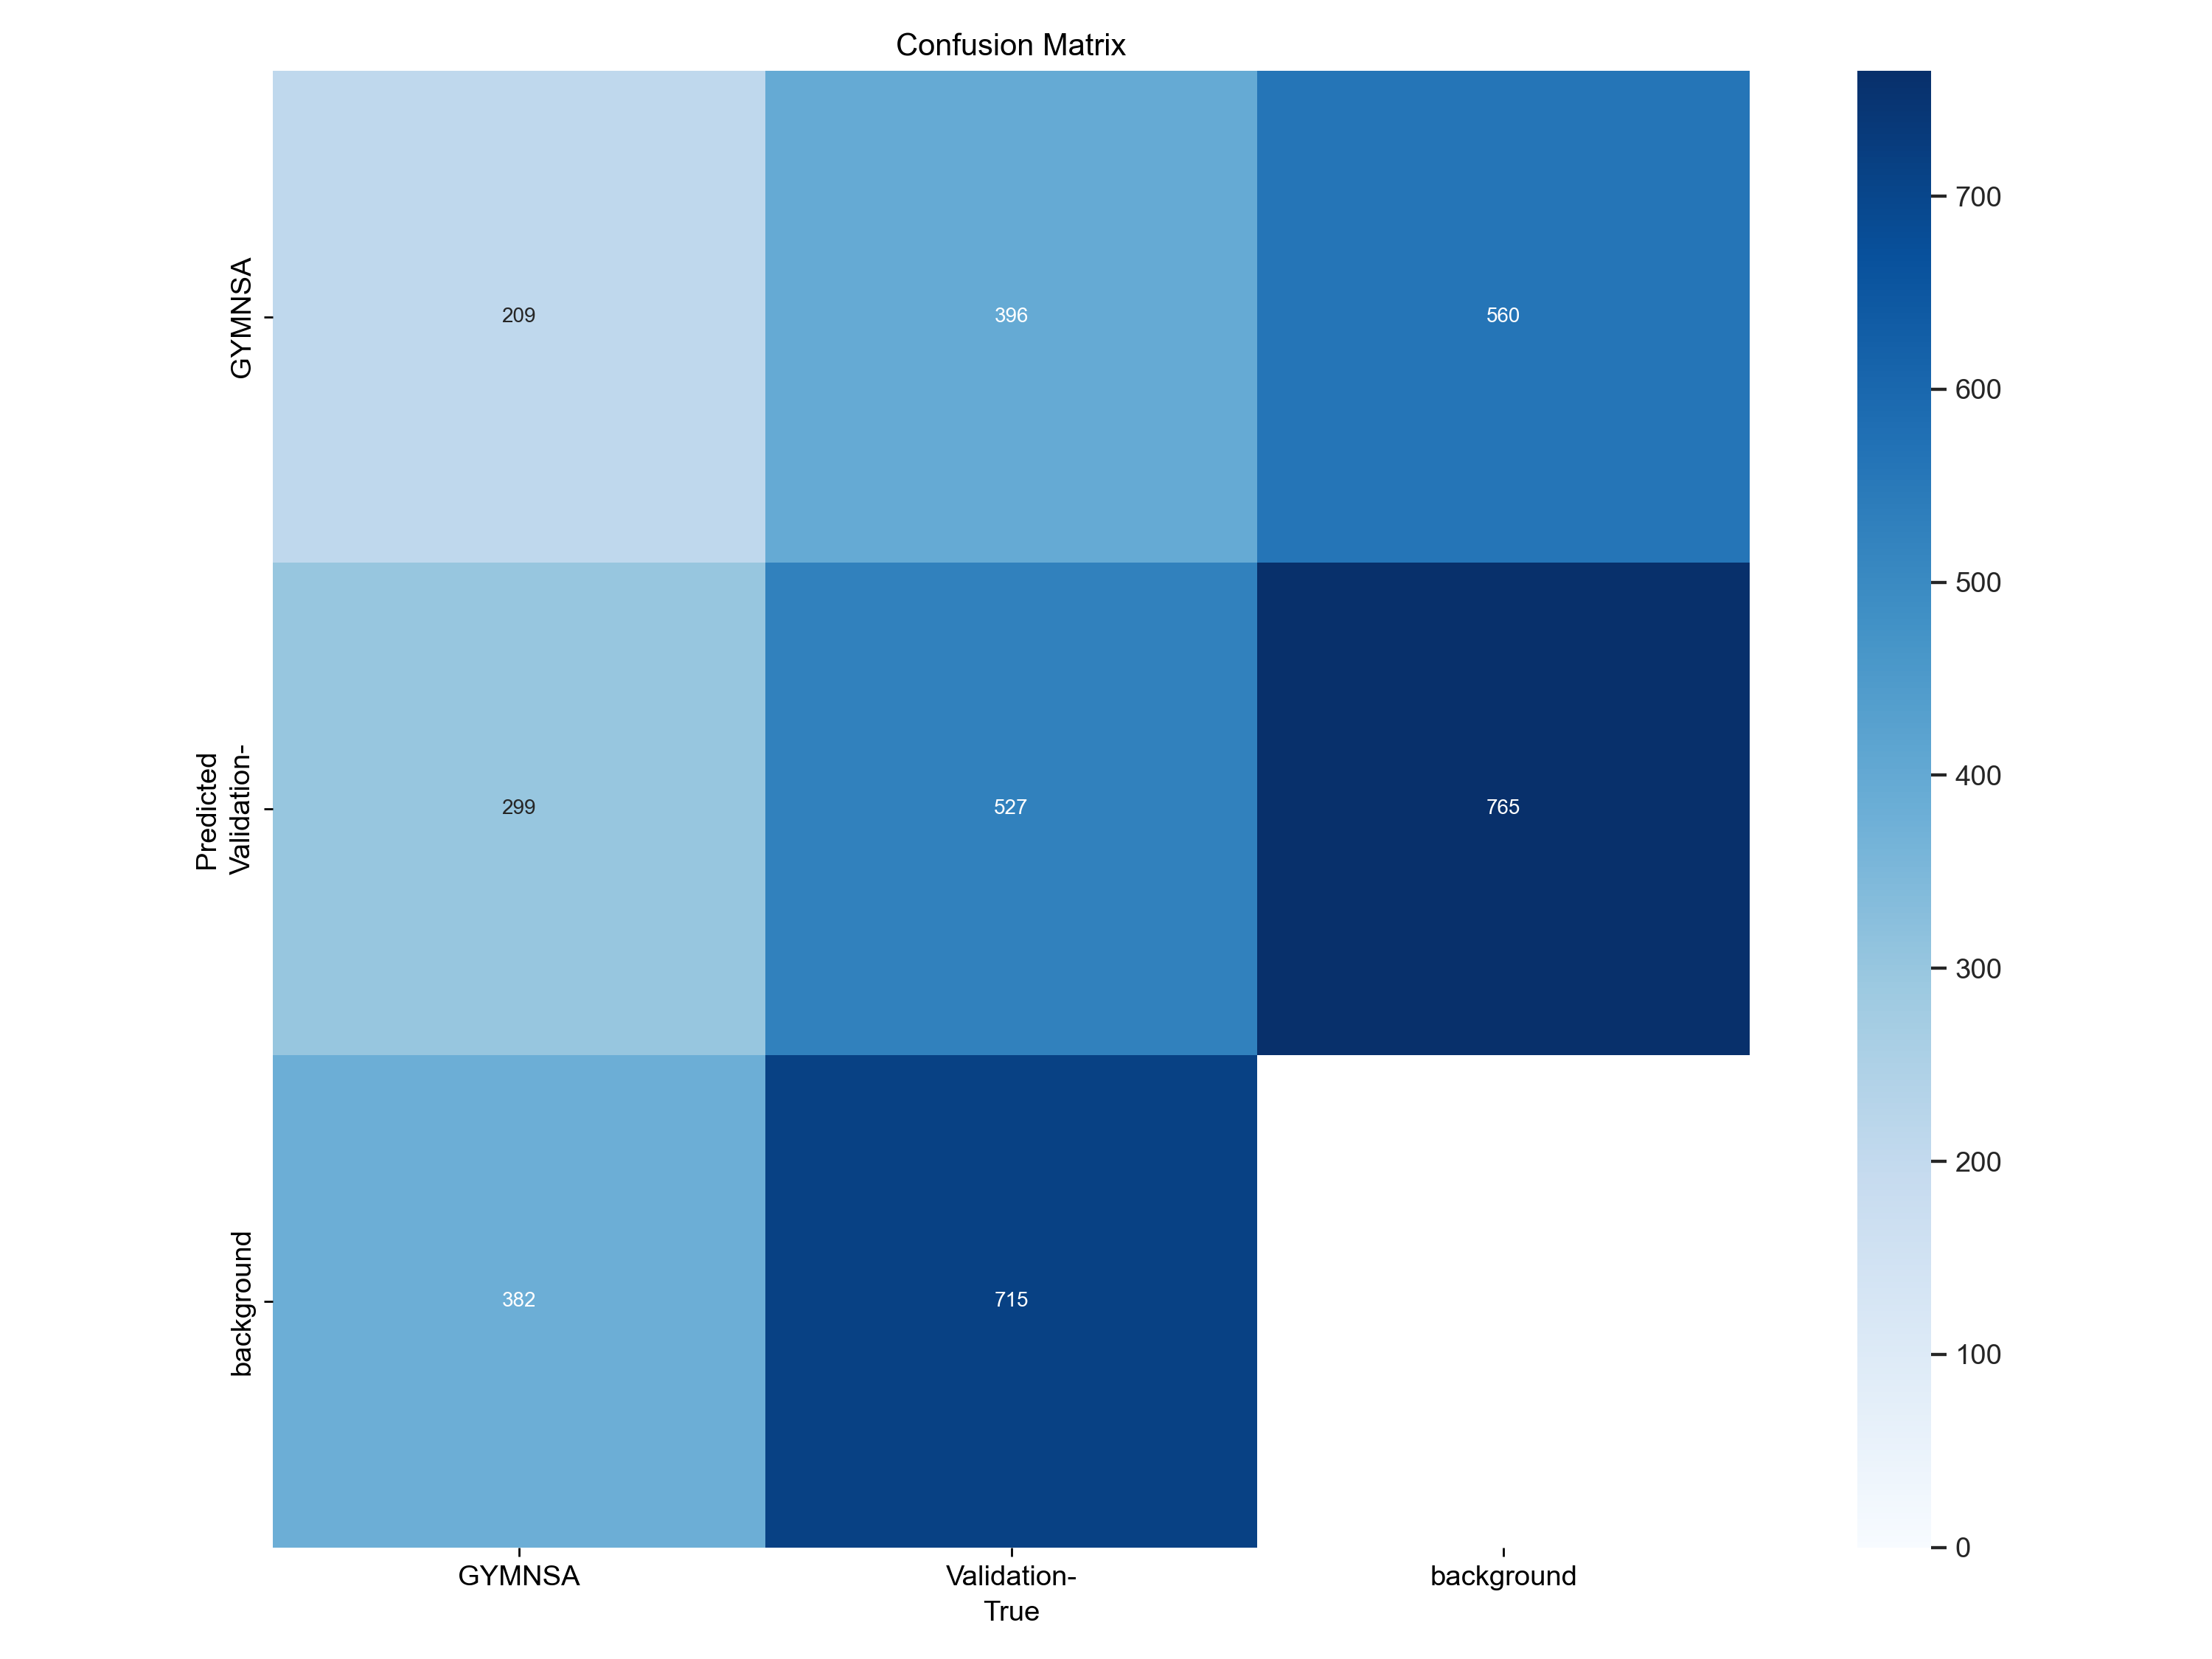 Confusion Matrix
GYMNSA
209
396
560
Predicted
Validation-
299
527
765
background
382
715
GYMNSA
Validation-
background
True
700
600
500
400
300
200
100
0